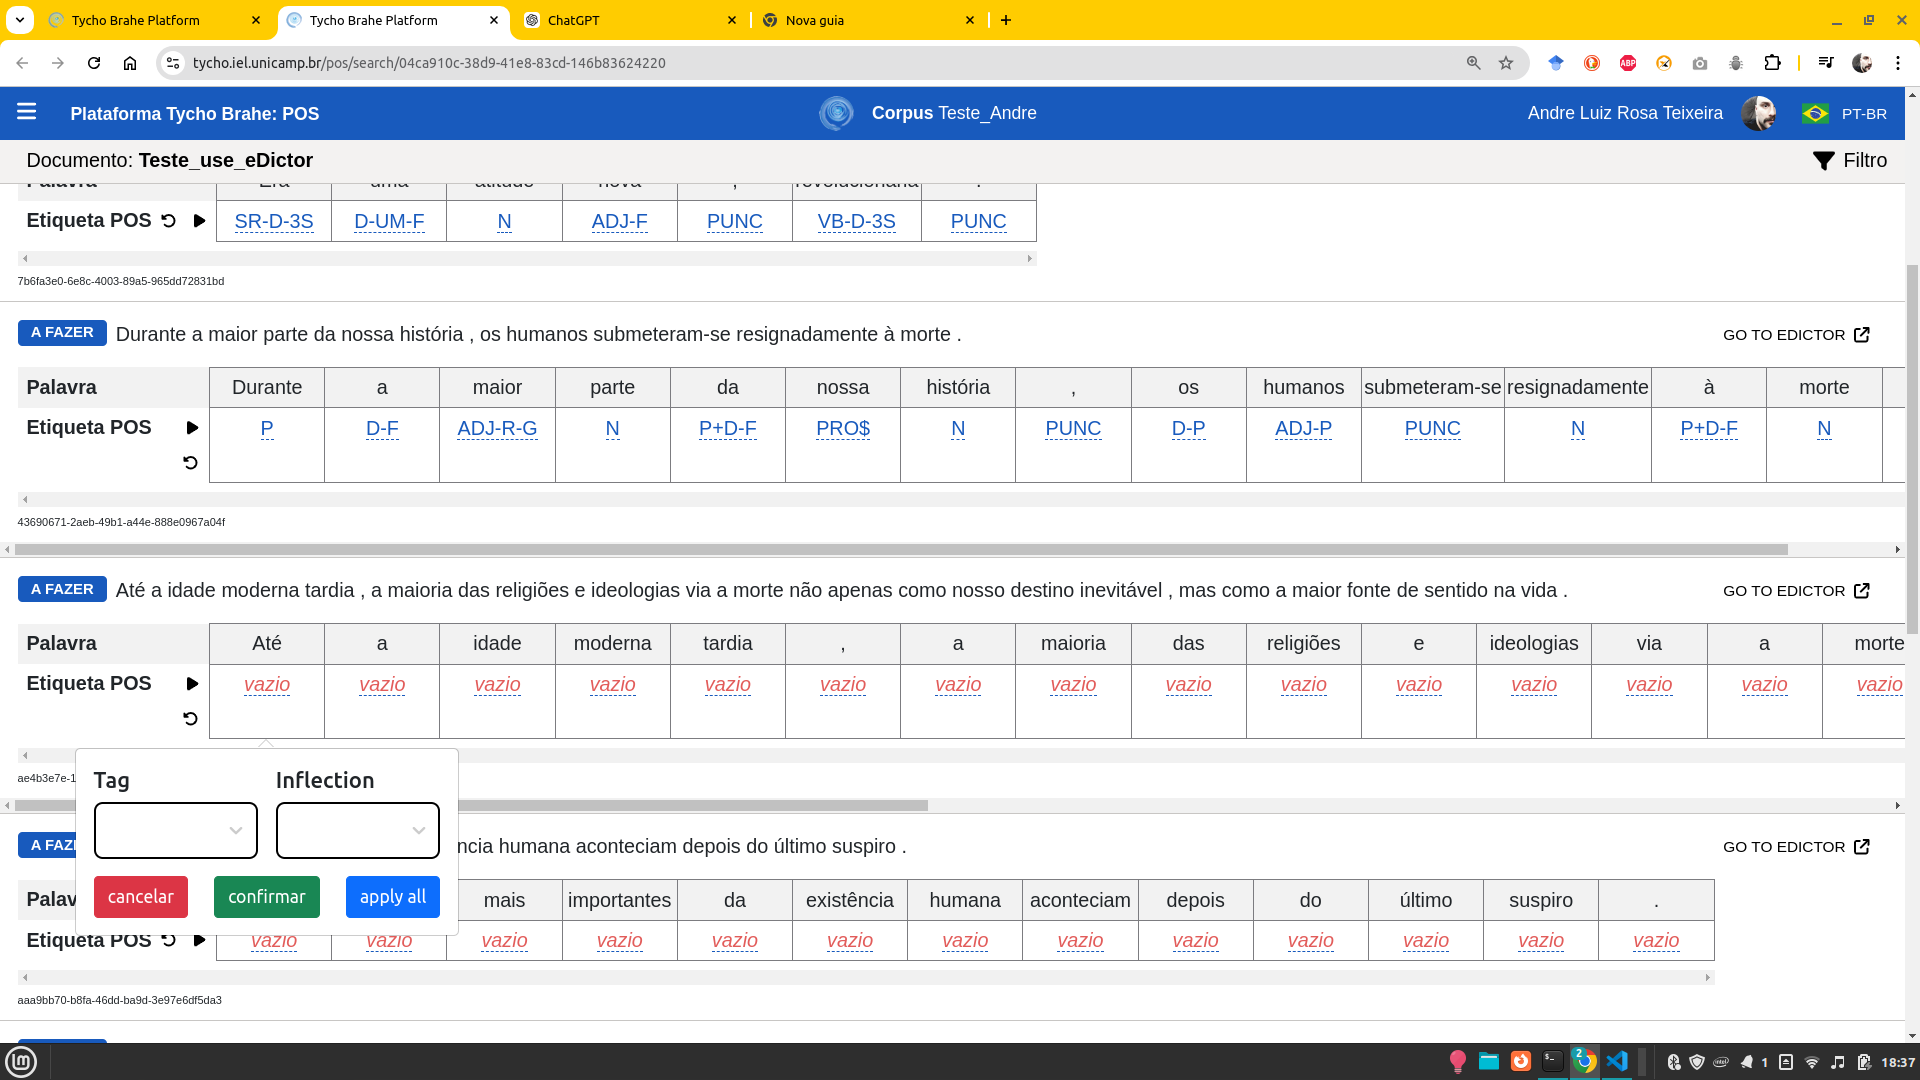 Tycho Brahe Platform
Tycho Brahe Platform
ChatGPT
Nova guia
tycho.iel.unicamp.br/pos/search/04ca910c-38d9-41e8-83cd-146b83624220
ABP
Plataforma Tycho Brahe: POS
Corpus Teste_Andre
Andre Luiz Rosa Teixeira
PT-BR
Documento: Teste_use_eDictor
Filtro
Palavra Era uma atitude nova , revolucionária .
Etiqueta POS SR-D-3S D-UM-F N ADJ-F PUNC VB-D-3S PUNC
7b6fa3e0-6e8c-4003-89a5-965dd72831bd
A FAZER Durante a maior parte da nossa história , os humanos submeteram-se resignadamente à morte . GO TO EDICTOR
Palavra Durante a maior parte da nossa história , os humanos submeteram-se resignadamente à morte
Etiqueta POS P D-F ADJ-R-G N P+D-F PRO$ N PUNC D-P ADJ-P PUNC N P+D-F N
43690671-2aeb-49b1-a44e-888e0967a04f
A FAZER Até a idade moderna tardia , a maioria das religiões e ideologias via a morte não apenas como nosso destino inevitável , mas como a maior fonte de sentido na vida . GO TO EDICTOR
Palavra Até a idade moderna tardia , a maioria das religiões e ideologias via a morte
Etiqueta POS vazio vazio vazio vazio vazio vazio vazio vazio vazio vazio vazio vazio vazio vazio vazio
ae4b3e7e-1
Tag Inflection
cancelar confirmar apply all
A FAZ ncia humana aconteciam depois do último suspiro . GO TO EDICTOR
Palav mais importantes da existência humana aconteciam depois do último suspiro .
Etiqueta POS vazio vazio vazio vazio vazio vazio vazio vazio vazio vazio vazio vazio vazio
aaa9bb70-b8fa-46dd-ba9d-3e97e6df5da3
2
1
18:37